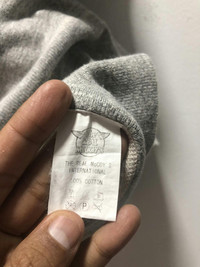 THE REAL McCOY'S
INTERNATIONAL
100% COTTON